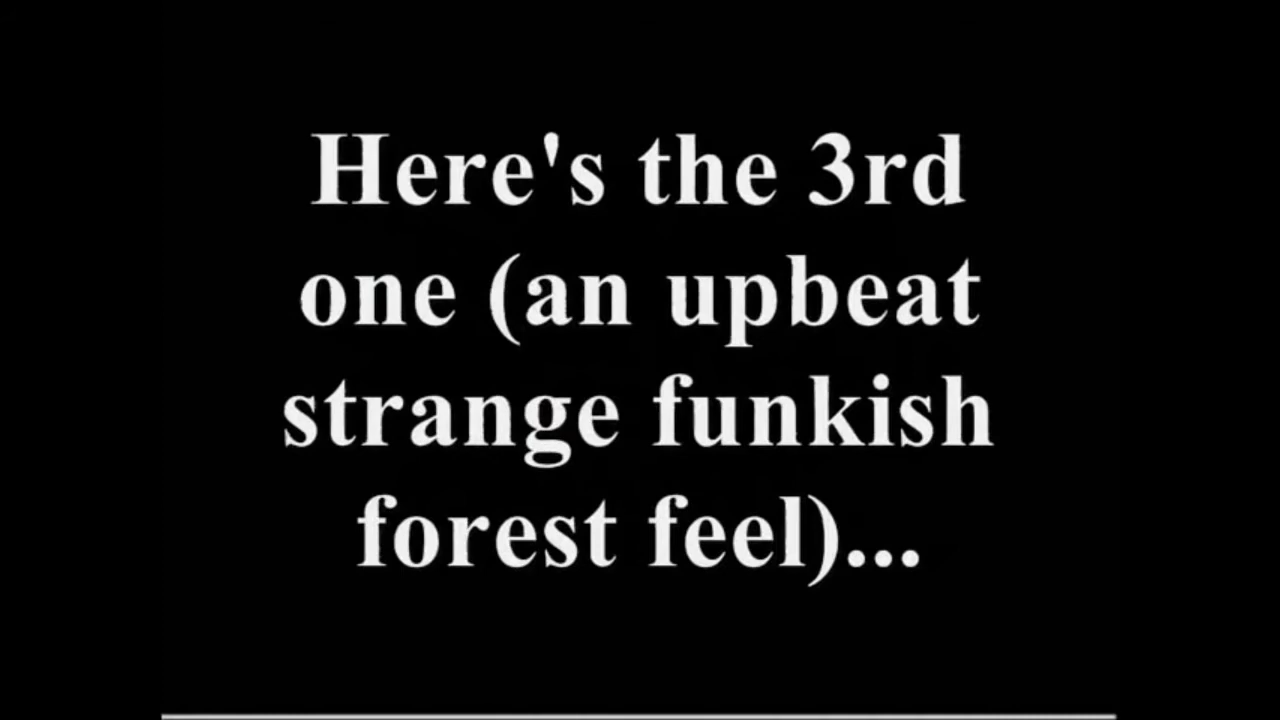 Here's the 3rd
one (an upbeat
strange funkish
forest feel)...